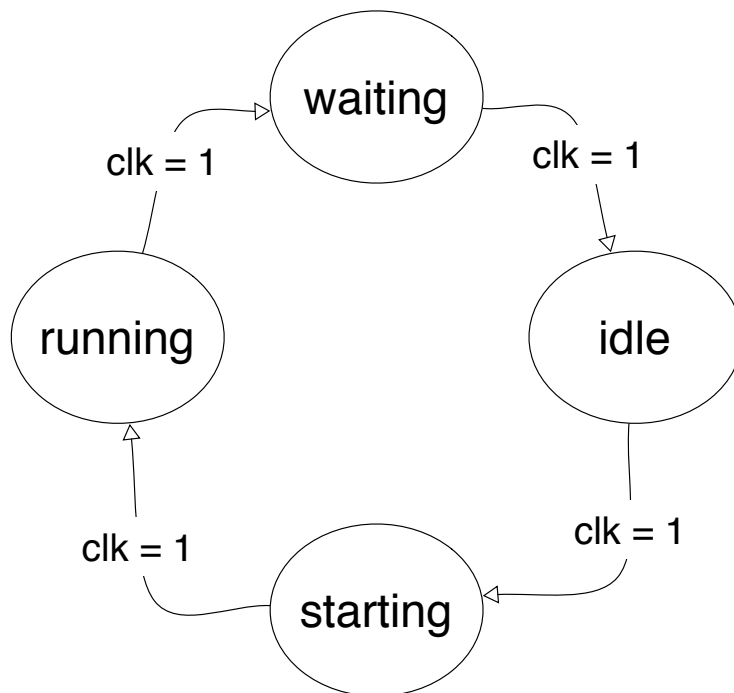 waiting
clk = 1
clk = 1
running
idle
clk = 1
clk = 1
starting